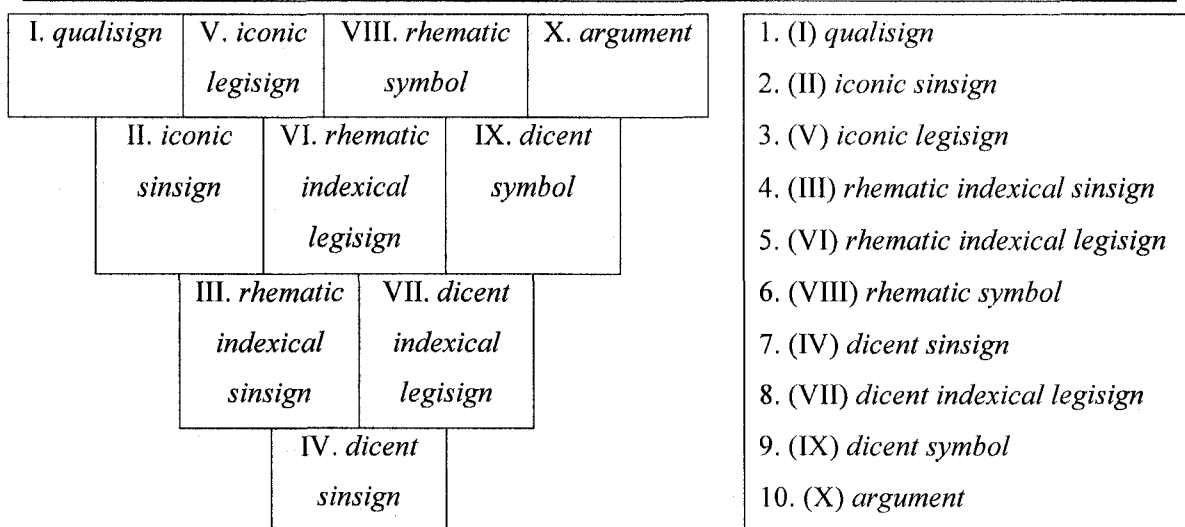 I. qualisign
V. iconic
legisign
VIII. rhematic
symbol
X. argument
II. iconic
sinsign
VI. rhematic
indexical
legisign
IX. dicent
symbol
III. rhematic
indexical
sinsign
VII. dicent
indexical
legisign
IV. dicent
sinsign
1. (I) qualisign
2. (II) iconic sinsign
3. (V) iconic legisign
4. (III) rhematic indexical sinsign
5. (VI) rhematic indexical legisign
6. (VIII) rhematic symbol
7. (IV) dicent sinsign
8. (VII) dicent indexical legisign
9. (IX) dicent symbol
10. (X) argument